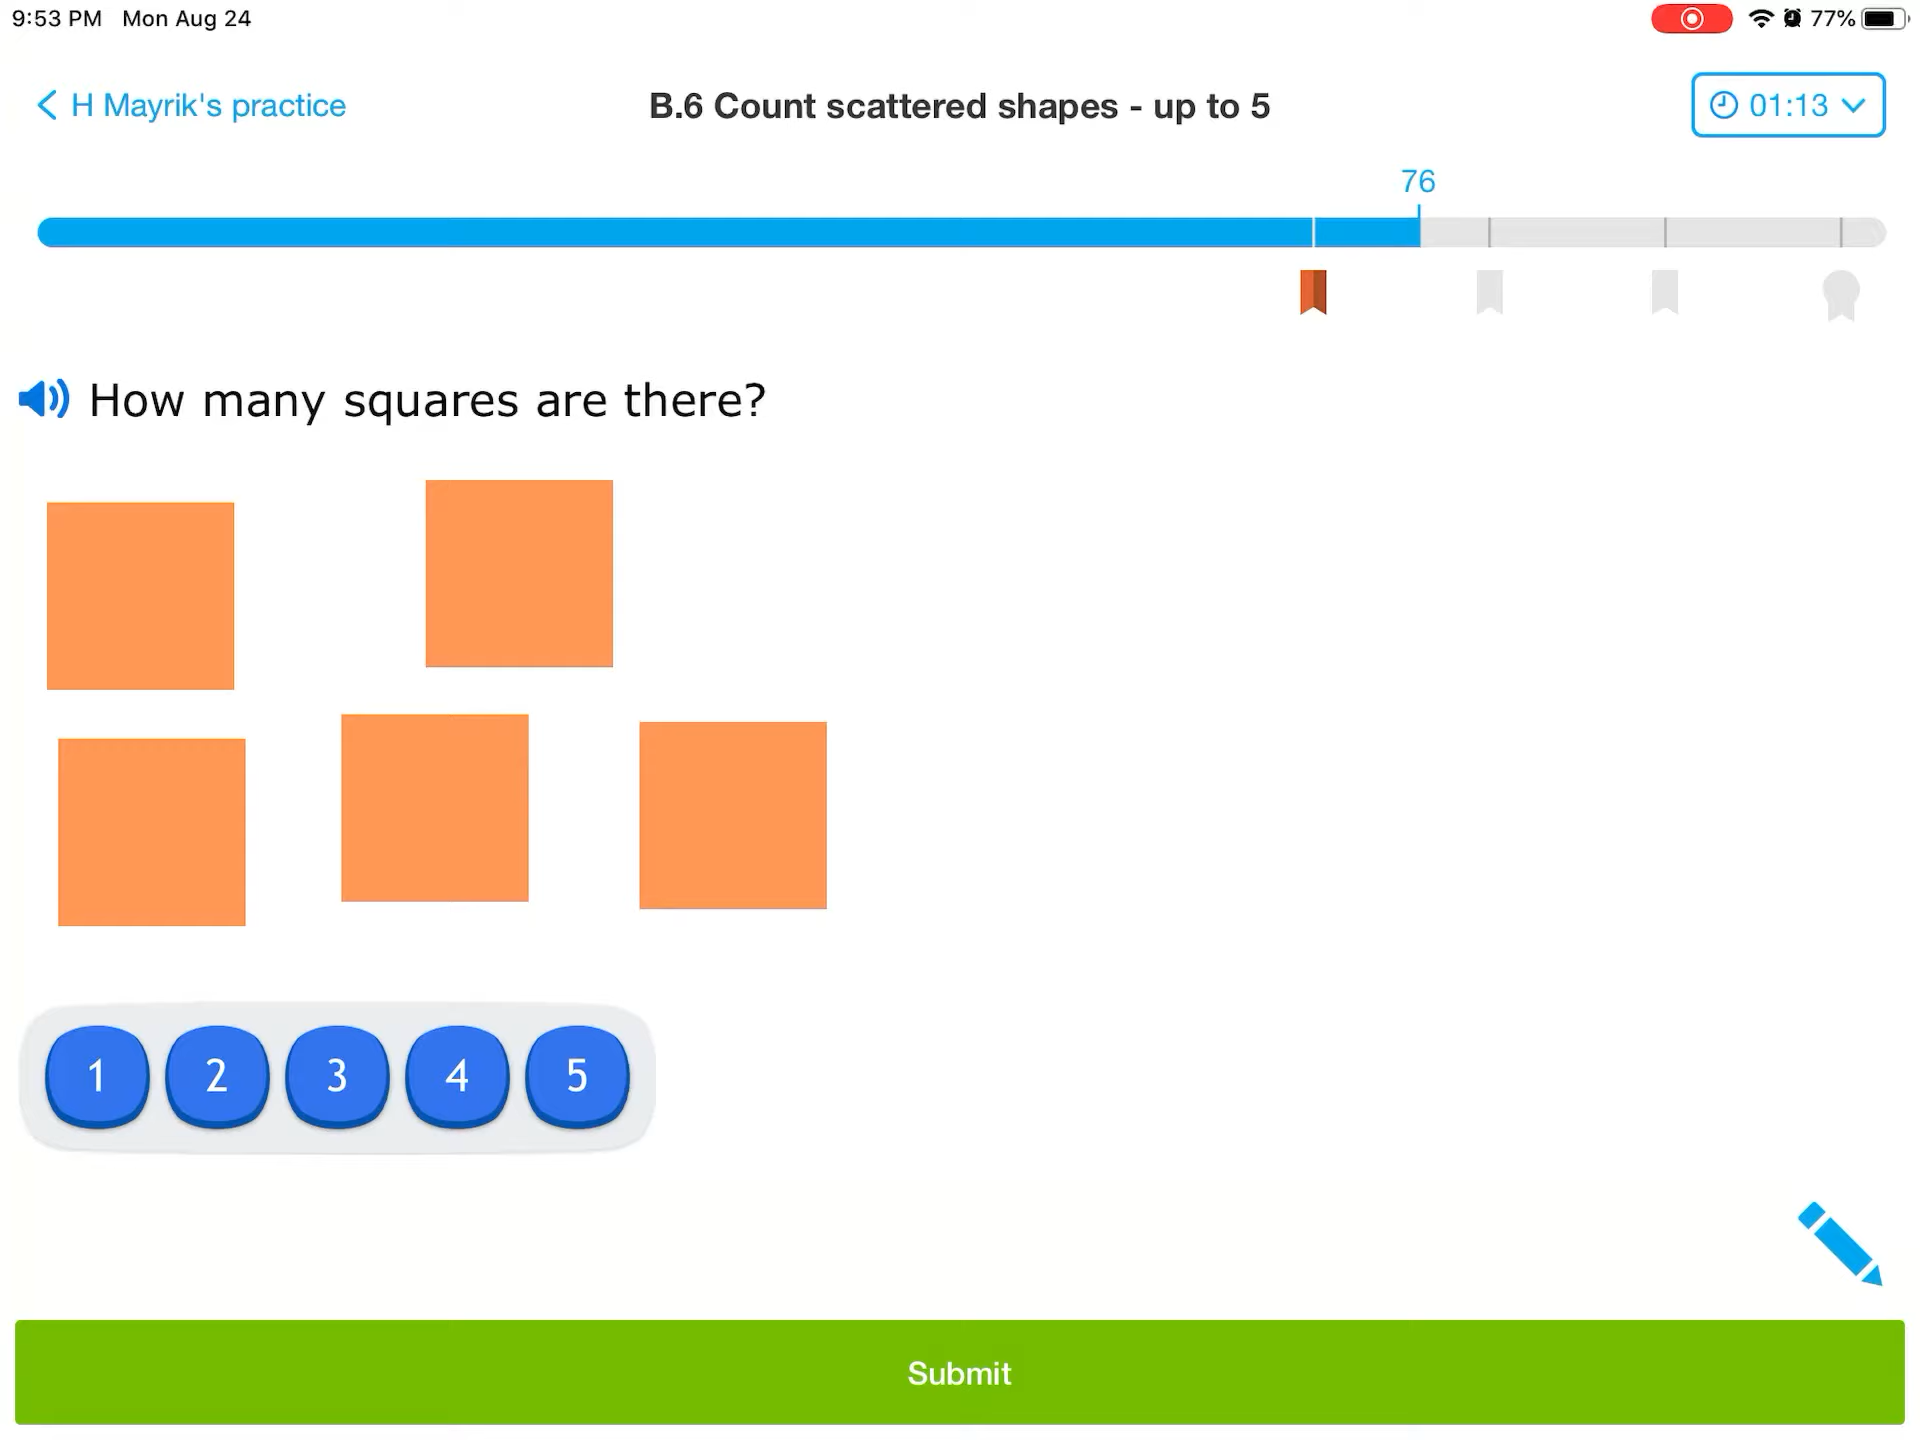 9:53 PM Mon Aug 24 77%
H Mayrik's practice B.6 Count scattered shapes - up to 5 01:13
76
How many squares are there?
1 2 3 4 5
Submit